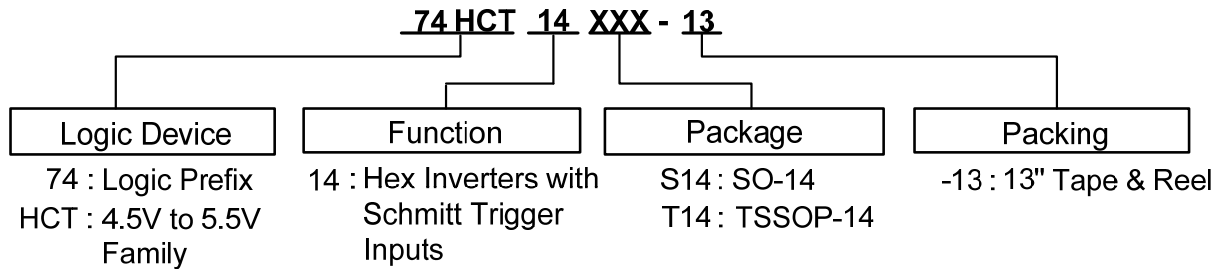 74 HCT 14 XXX - 13
Logic Device
74 : Logic Prefix
HCT : 4.5V to 5.5V
Family
Function
14 : Hex Inverters with
Schmitt Trigger
Inputs
Package
S14 : SO-14
T14 : TSSOP-14
Packing
-13 : 13" Tape & Reel